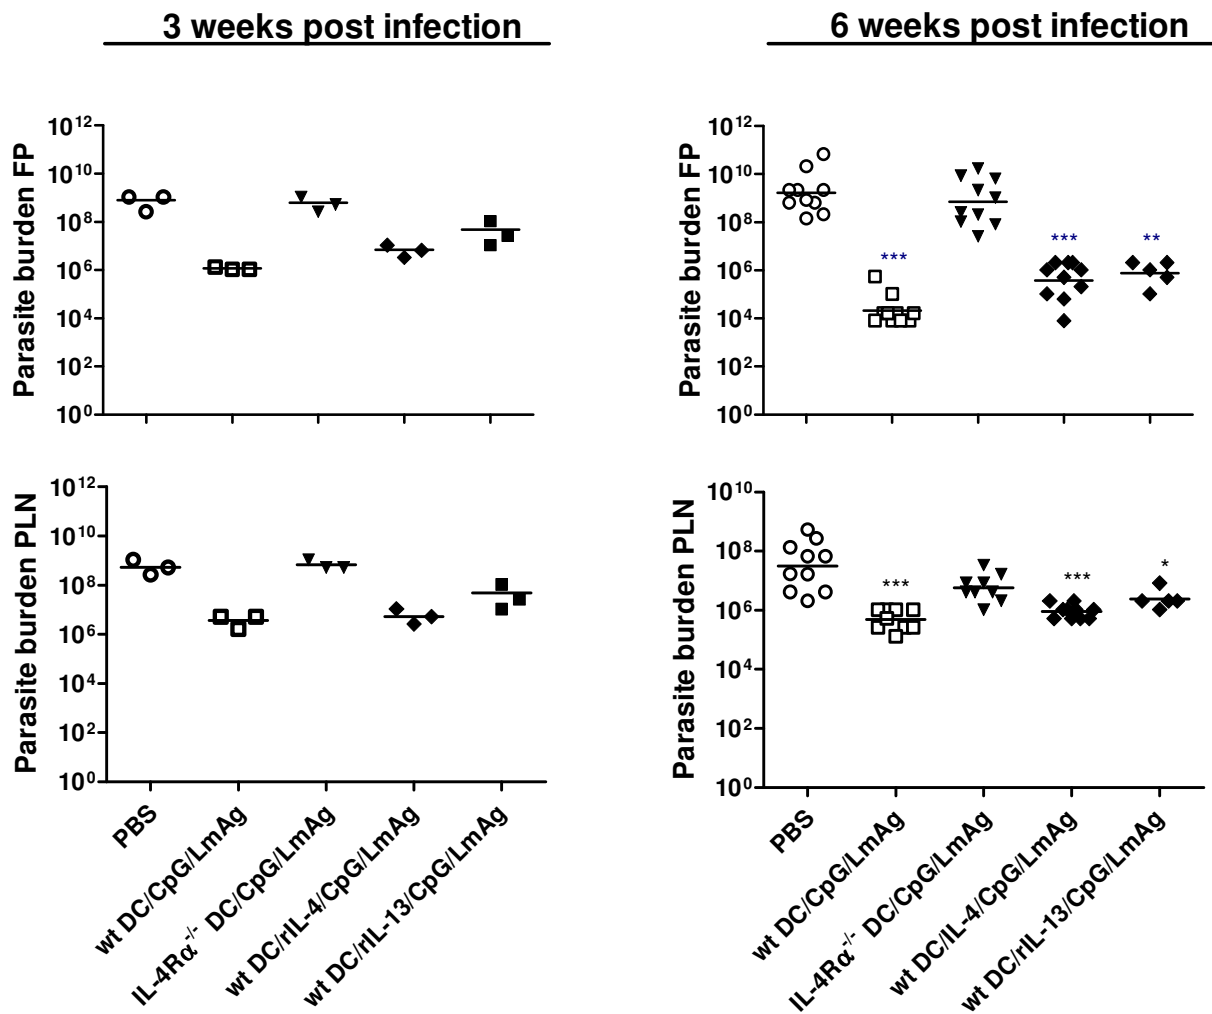 3 weeks post infection
6 weeks post infection
Parasite burden FP
10¹²
10¹⁰
10⁸
10⁶
10⁴
10²
10⁰
Parasite burden FP
10¹²
10¹⁰
10⁸
10⁶
10⁴
10²
10⁰
***
***
**
Parasite burden PLN
10¹²
10¹⁰
10⁸
10⁶
10⁴
10²
10⁰
PBS
wt DC/CpG/LmAg
IL-4Rα⁻/⁻ DC/CpG/LmAg
wt DC/rIL-4/CpG/LmAg
wt DC/rIL-13/CpG/LmAg
Parasite burden PLN
10¹⁰
10⁸
10⁶
10⁴
10²
10⁰
***
***
*
PBS
wt DC/CpG/LmAg
IL-4Rα⁻/⁻ DC/CpG/LmAg
wt DC/IL-4/CpG/LmAg
wt DC/rIL-13/CpG/LmAg